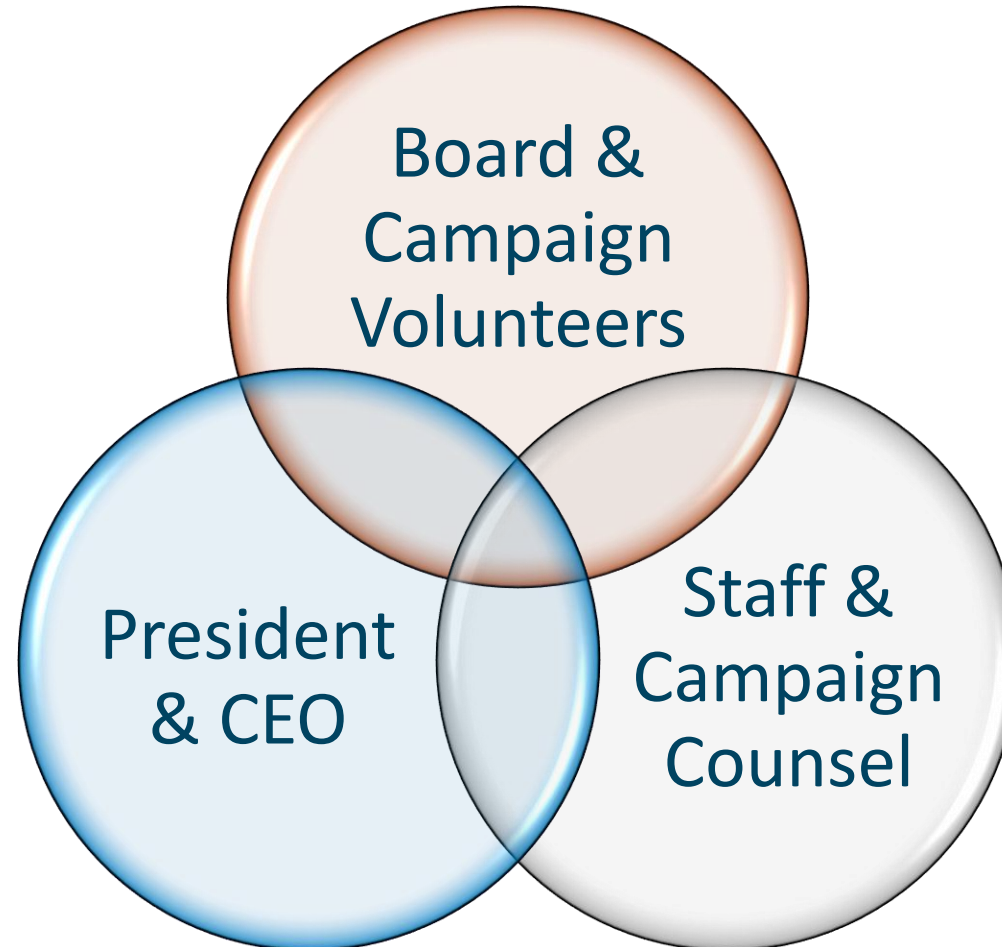 Board &
Campaign
Volunteers
President
& CEO
Staff &
Campaign
Counsel